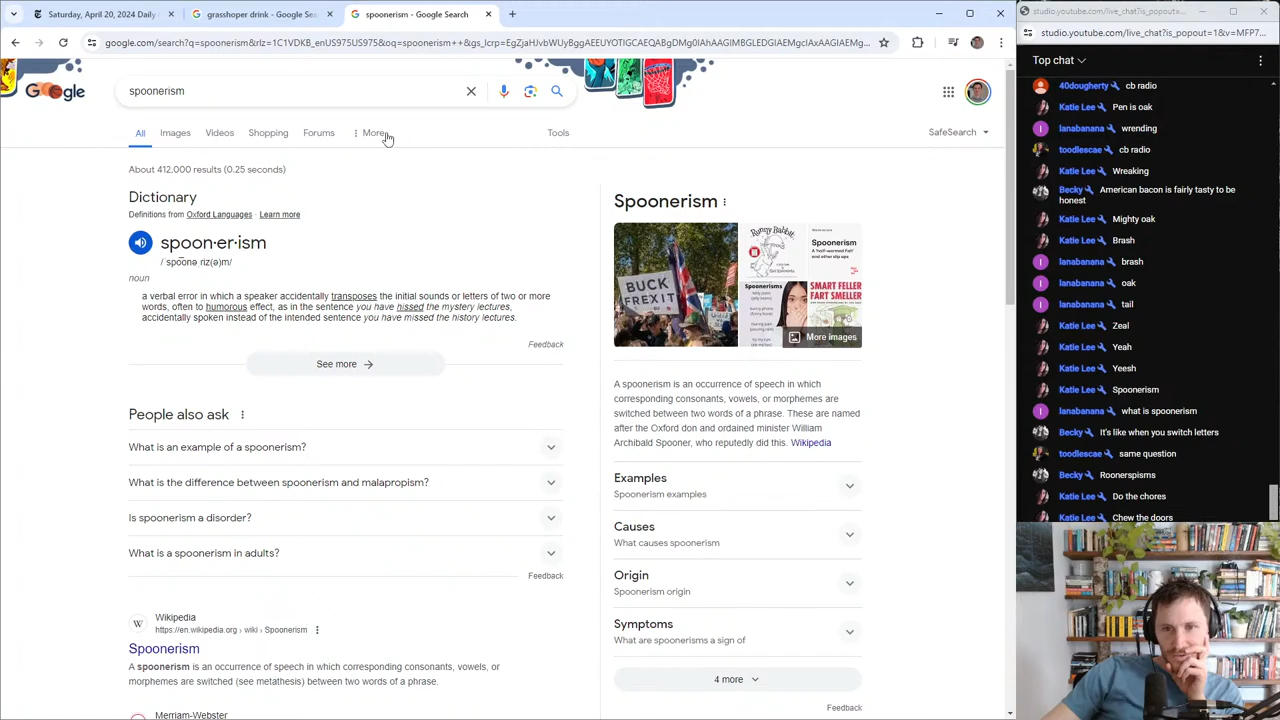 Saturday, April 20, 2024 Daily
grasshoper drink - Google Sea
spoonerism - Google Search
studio.youtube.com/live_chat?is_popout=...
google.com/search?q=spoonerism&rlz=1C1VDKB
studio.youtube.com/live_chat?is_popout=1&v=MFP7...
Google
spoonerism
All
Images
Videos
Shopping
Forums
More
Tools
SafeSearch
About 412,000 results (0.25 seconds)
Dictionary
Definitions from Oxford Languages · Learn more
spoon·er·ism
/ˈspo͞onəˌriz(ə)m/
noun
a verbal error in which a speaker accidentally transposes the initial sounds or letters of two or more
words, often to humorous effect, as in the sentence you have hissed the mystery lectures,
accidentally spoken instead of the intended sentence you have missed the history lectures.
Feedback
See more
People also ask
What is an example of a spoonerism?
What is the difference between spoonerism and malapropism?
Is spoonerism a disorder?
What is a spoonerism in adults?
Feedback
W
Wikipedia
https://en.wikipedia.org › wiki › Spoonerism
Spoonerism
A spoonerism is an occurrence of speech in which corresponding consonants, vowels, or
morphemes are switched (see metathesis) between two words of a phrase.
Merriam-Webster
Spoonerism
BUCK
FREXIT
Runny Babbit
Spoonerism
Spoonerisms
SMART FELLER
FART SMELLER
More images
A spoonerism is an occurrence of speech in which
corresponding consonants, vowels, or morphemes are
switched between two words of a phrase. These are named
after the Oxford don and ordained minister William
Archibald Spooner, who reputedly did this. Wikipedia
Examples
Spoonerism examples
Causes
What causes spoonerism
Origin
Spoonerism origin
Symptoms
What are spoonerisms a sign of
4 more
Feedback
Top chat
40dougherty cb radio
Katie Lee Pen is oak
lanabanana wrending
toodlescae cb radio
Katie Lee Wreaking
Becky American bacon is fairly tasty to be
honest
Katie Lee Mighty oak
Katie Lee Brash
lanabanana brash
lanabanana oak
lanabanana tail
Katie Lee Zeal
Katie Lee Yeah
Katie Lee Yeesh
Katie Lee Spoonerism
lanabanana what is spoonerism
Becky It's like when you switch letters
toodlescae same question
Becky Roonerspisms
Katie Lee Do the chores
Katie Lee Chew the doors